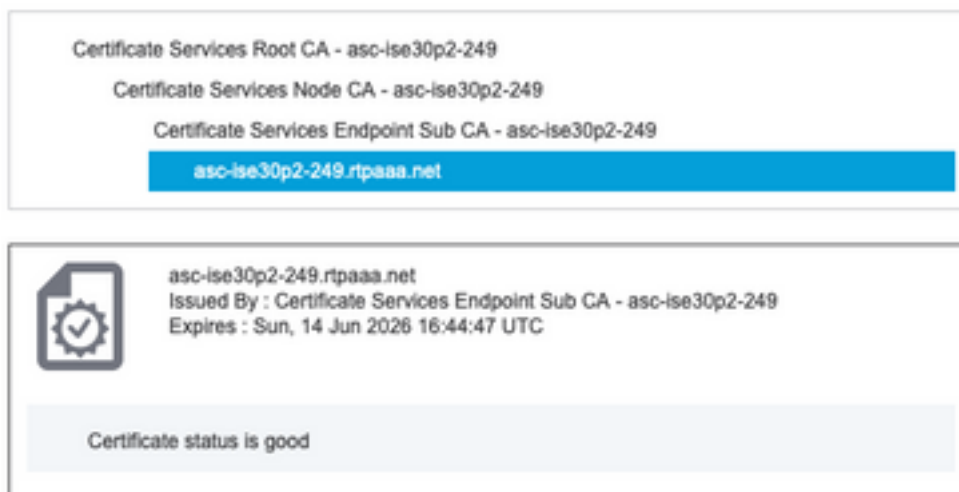 Certificate Services Root CA - asc-ise30p2-249
Certificate Services Node CA - asc-ise30p2-249
Certificate Services Endpoint Sub CA - asc-ise30p2-249
asc-ise30p2-249.rtpaaa.net
asc-ise30p2-249.rtpaaa.net
Issued By : Certificate Services Endpoint Sub CA - asc-ise30p2-249
Expires : Sun, 14 Jun 2026 16:44:47 UTC
Certificate status is good